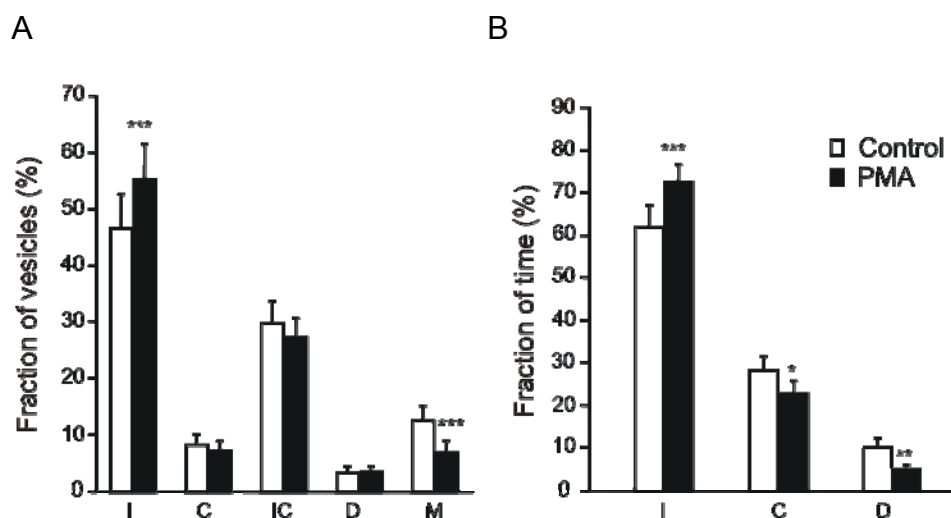 A
Fraction of vesicles (%)
70
60
50
40
30
20
10
0
***
***
I
C
IC
D
M
B
Fraction of time (%)
90
80
70
60
50
40
30
20
10
0
***
*
**
I
C
D
Control
PMA